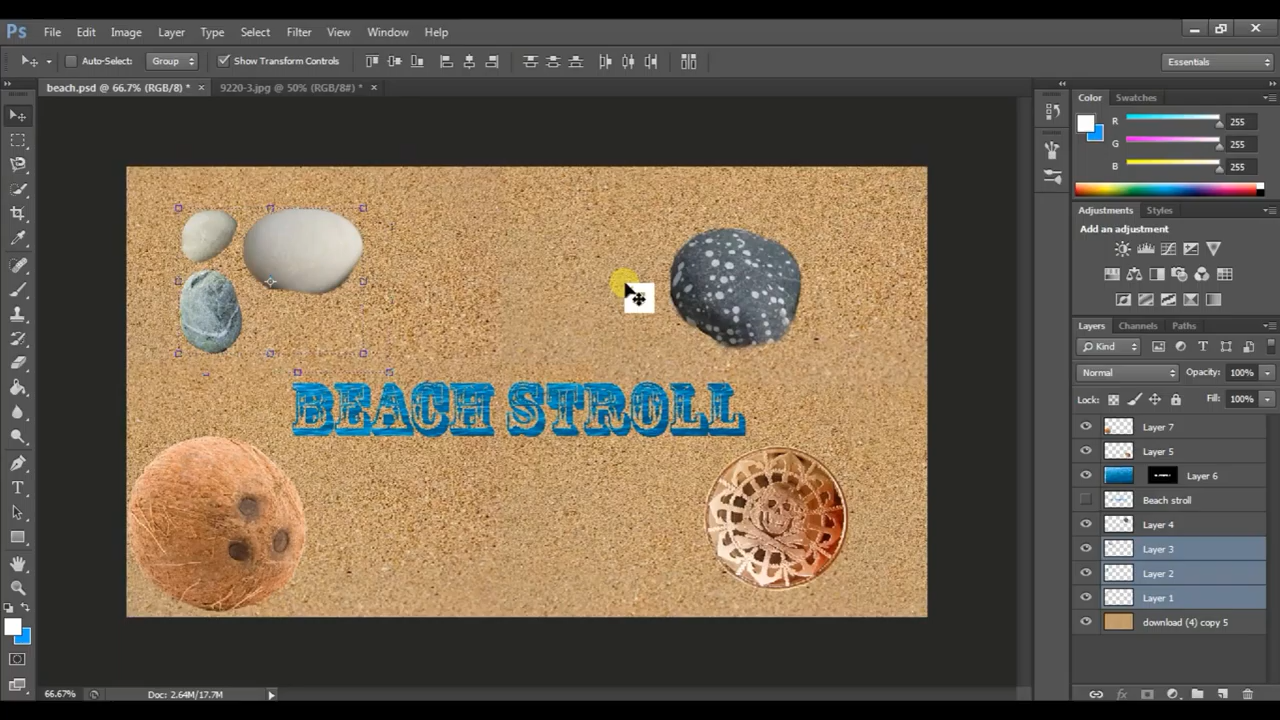 Ps File Edit Image Layer Type Select Filter View Window Help
Auto-Select: Group Show Transform Controls Essentials
beach.psd @ 66.7% (RGB/8) * × 9220-3.jpg @ 50% (RGB/8#) * ×
Color Swatches
R 255
G 255
B 255
Adjustments Styles
Add an adjustment
Layers Channels Paths
Kind
Normal Opacity: 100%
Lock: Fill: 100%
BEACH STROLL
Layer 7
Layer 5
Layer 6
Beach stroll
Layer 4
Layer 3
Layer 2
Layer 1
download (4) copy 5
66.67% Doc: 2.64M/17.7M